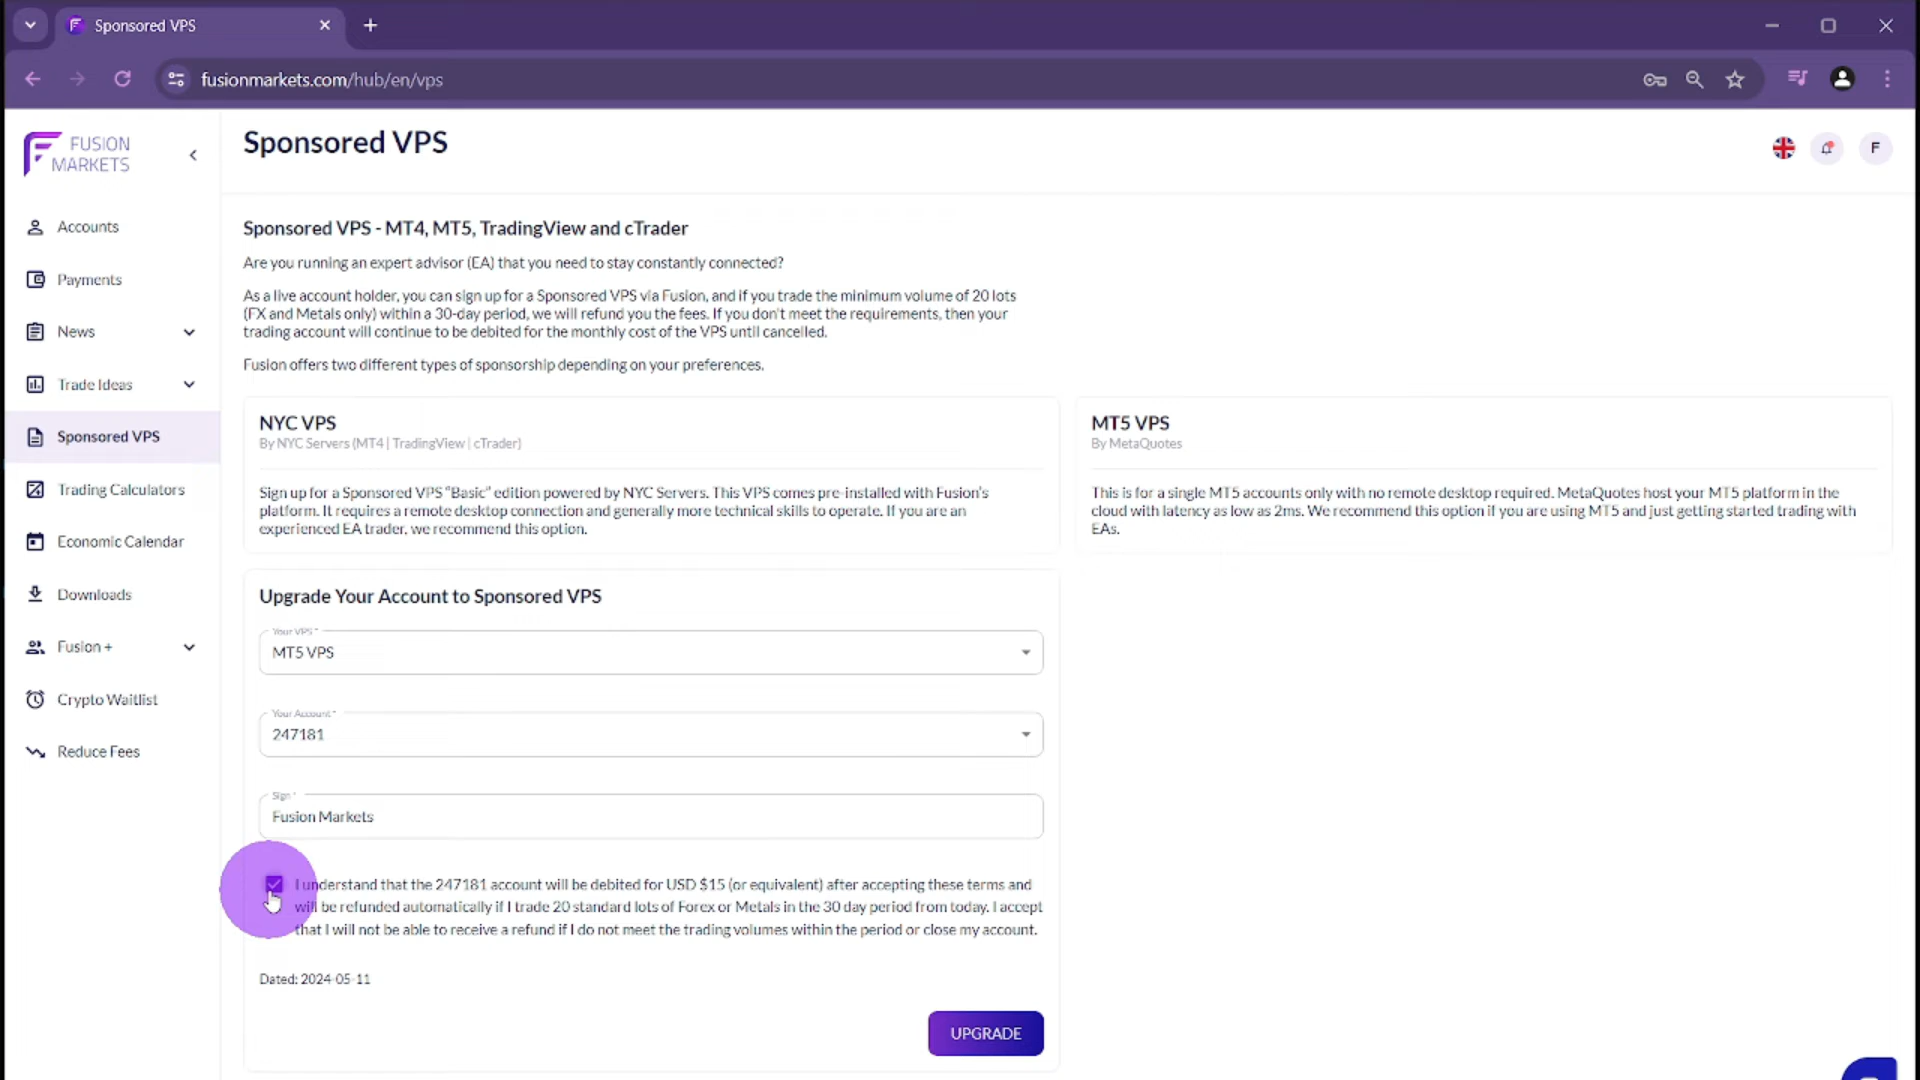 Sponsored VPS
fusionmarkets.com/hub/en/vps
FUSION
MARKETS
Sponsored VPS
F
Accounts
Payments
News
Trade Ideas
Sponsored VPS
Trading Calculators
Economic Calendar
Downloads
Fusion +
Crypto Waitlist
Reduce Fees
Sponsored VPS - MT4, MT5, TradingView and cTrader
Are you running an expert advisor (EA) that you need to stay constantly connected?
As a live account holder, you can sign up for a Sponsored VPS via Fusion, and if you trade the minimum volume of 20 lots
(FX and Metals only) within a 30-day period, we will refund you the fees. If you don't meet the requirements, then your
trading account will continue to be debited for the monthly cost of the VPS until cancelled.
Fusion offers two different types of sponsorship depending on your preferences.
NYC VPS
By NYC Servers (MT4 | TradingView | cTrader)
Sign up for a Sponsored VPS "Basic" edition powered by NYC Servers. This VPS comes pre-installed with Fusion's
platform. It requires a remote desktop connection and generally more technical skills to operate. If you are an
experienced EA trader, we recommend this option.
MT5 VPS
By MetaQuotes
This is for a single MT5 accounts only with no remote desktop required. MetaQuotes host your MT5 platform in the
cloud with latency as low as 2ms. We recommend this option if you are using MT5 and just getting started trading with
EAs.
Upgrade Your Account to Sponsored VPS
Your VPS *
MT5 VPS
Your Account *
247181
Sign *
Fusion Markets
I understand that the 247181 account will be debited for USD $15 (or equivalent) after accepting these terms and
will be refunded automatically if I trade 20 standard lots of Forex or Metals in the 30 day period from today. I accept
that I will not be able to receive a refund if I do not meet the trading volumes within the period or close my account.
Dated: 2024-05-11
UPGRADE